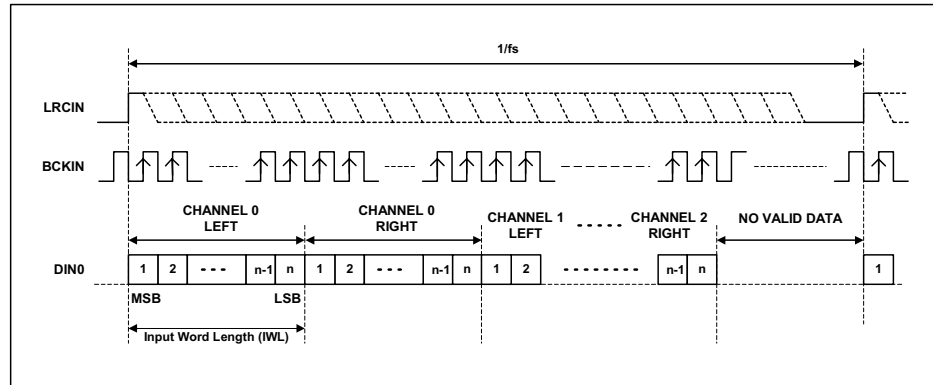 1/fs
LRCIN
BCKIN
CHANNEL 0
LEFT
CHANNEL 0
RIGHT
CHANNEL 1
LEFT
CHANNEL 2
RIGHT
NO VALID DATA
DIN0
1 2 n-1 n 1 2 n-1 n 1 2 n-1 n 1
MSB LSB
Input Word Length (IWL)